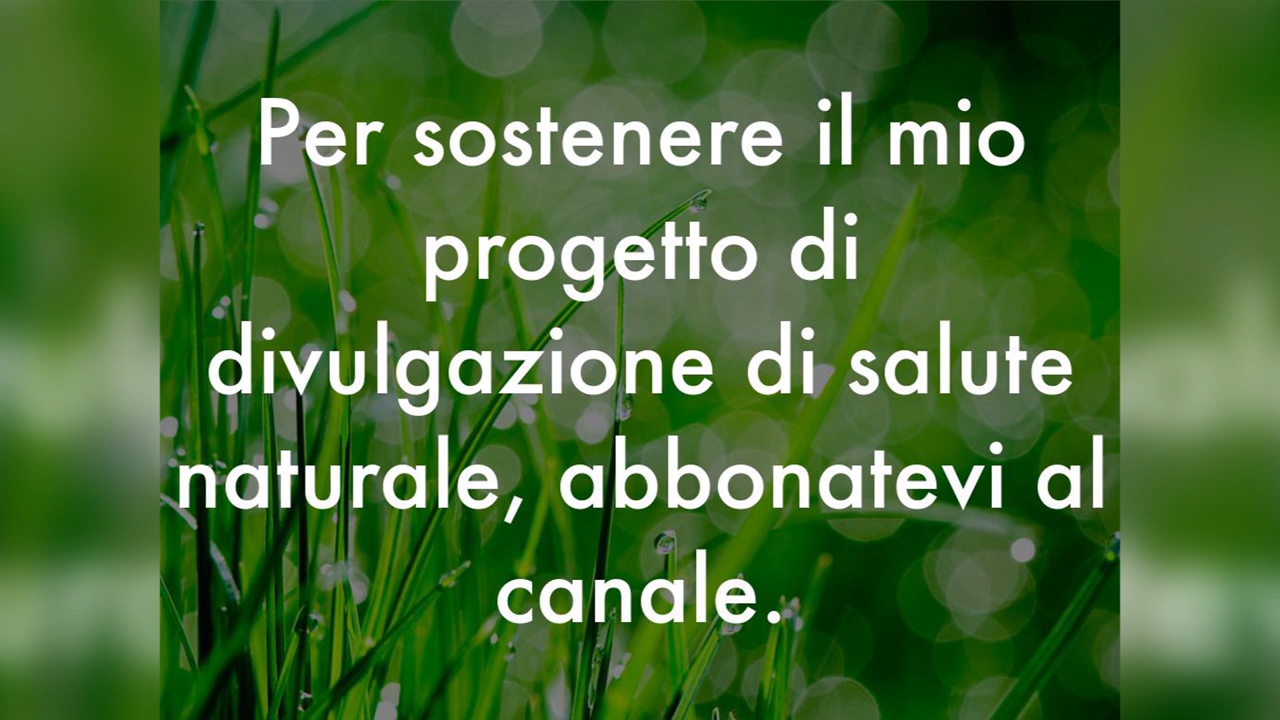 Per sostenere il mio
progetto di
divulgazione di salute
naturale, abbonatevi al
canale.